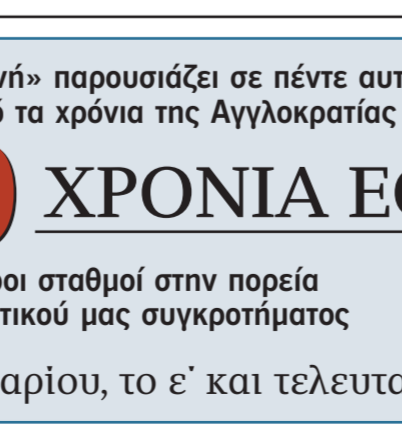 νή» παρουσιάζει σε πέντε αυτ
τα χρόνια της Αγγλοκρατίας
ΧΡΟΝΙΑ Ε
οι σταθμοί στην πορεία
τικού μας συγκροτήματος
αρίου, το ε΄ και τελευτα